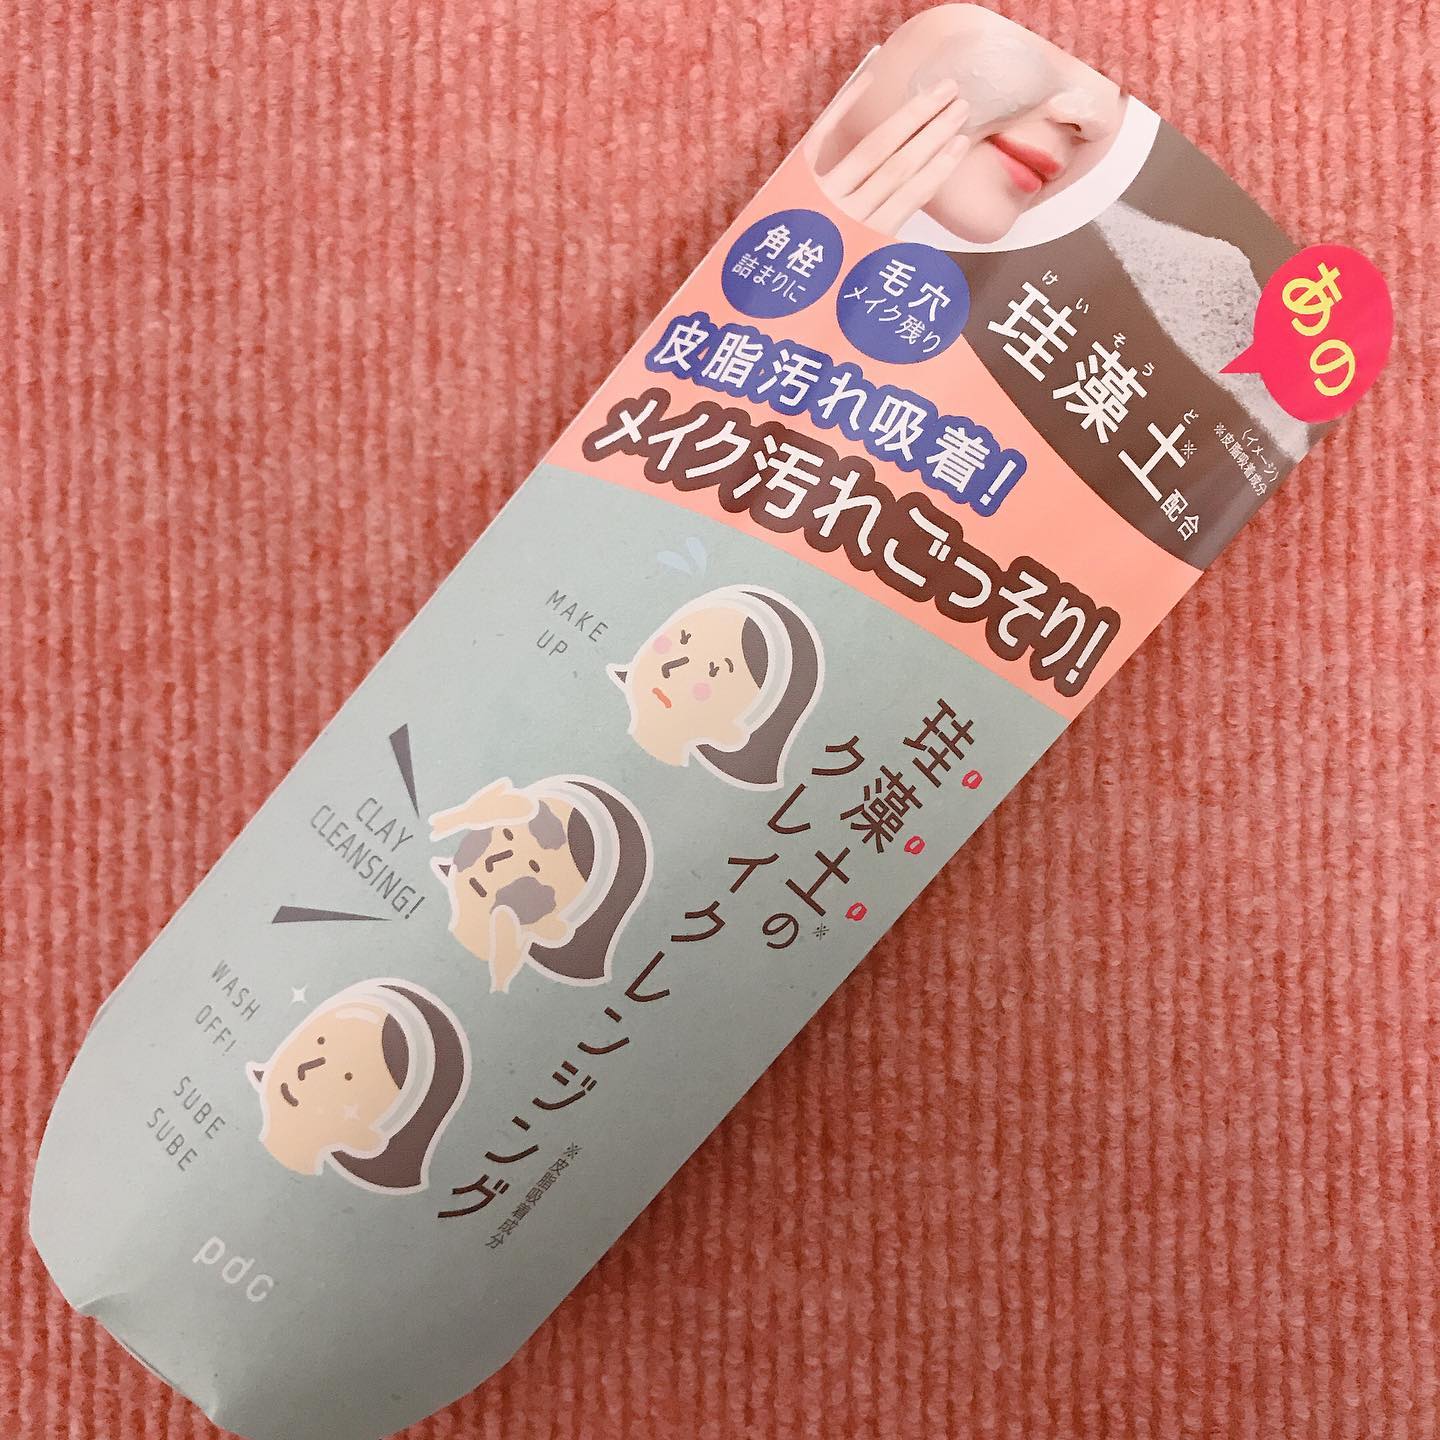 あの
けいそうど
珪藻土※配合
〈イメージ〉
※皮脂吸着成分
角栓
詰まりに
毛穴
メイク残り
皮脂汚れ吸着!
メイク汚れごっそり!
MAKE
UP
CLAY
CLEANSING!
WASH
OFF!
SUBE
SUBE
珪藻土※の
クレイクレンジング
※皮脂吸着成分
pdc